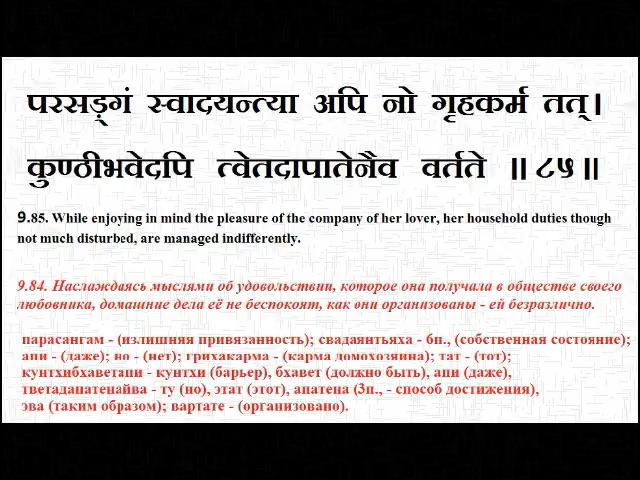 परसङ्गं स्वादयन्त्या अपि नो गृहकर्म तत्।
कुण्ठीभवेदपि त्वेतदापातेनैव वर्तते ॥ ८५ ॥
9.85. While enjoying in mind the pleasure of the company of her lover, her household duties though
not much disturbed, are managed indifferently.
9.84. Наслаждаясь мыслями об удовольствии, которое она получала в обществе своего
любовника, домашние дела её не беспокоят, как они организованы - ей безразлично.
парасангам - (излишняя привязанность); свадаянтьяха - 6п., (собственная состояние);
апи - (даже); но - (нет); грихакарма - (карма домохозяина); тат - (тот);
кунтхибхаветапи - кунтхи (барьер), бхавет (должно быть), апи (даже),
тветадапатенайва - ту (но), этат (этот), апатена (3п., - способ достижения),
эва (таким образом); вартате - (организовано).